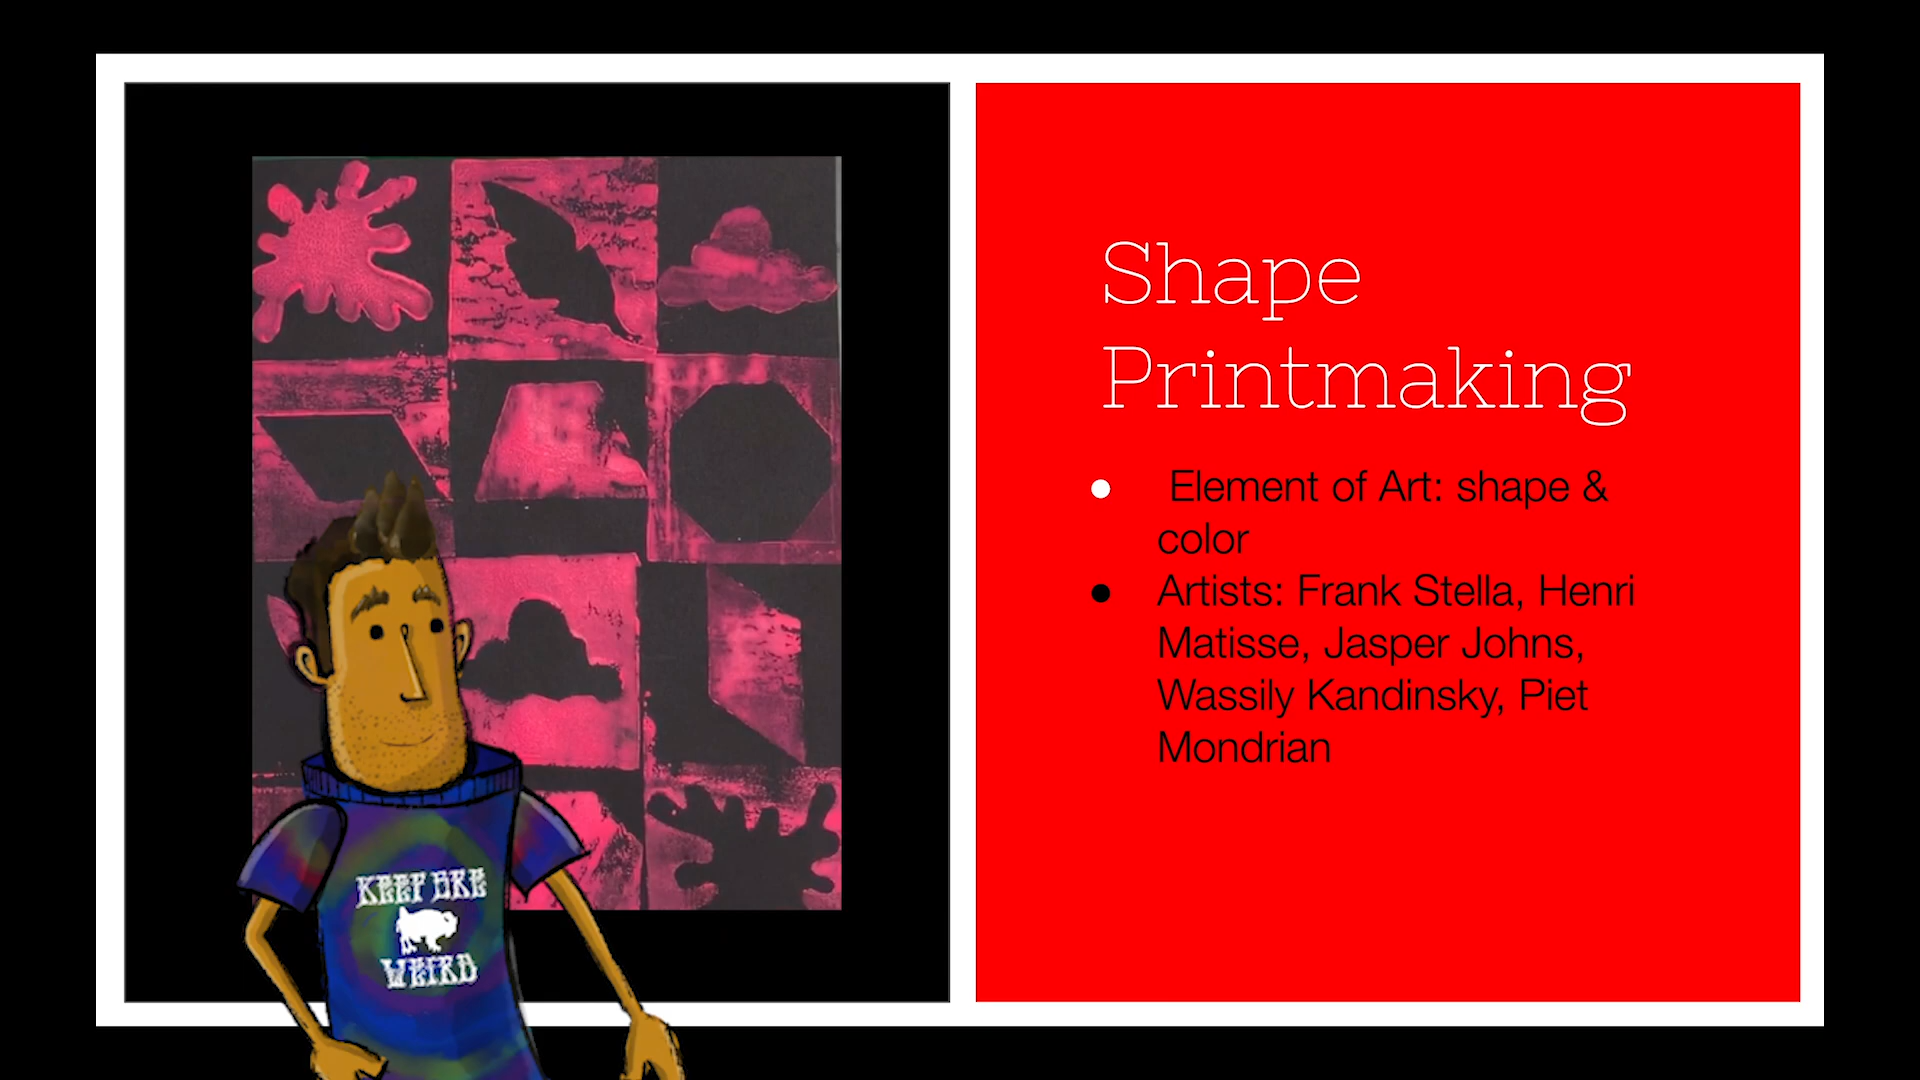 Shape
Printmaking
● Element of Art: shape &
color
● Artists: Frank Stella, Henri
Matisse, Jasper Johns,
Wassily Kandinsky, Piet
Mondrian
KEEP BKE
WEIRD